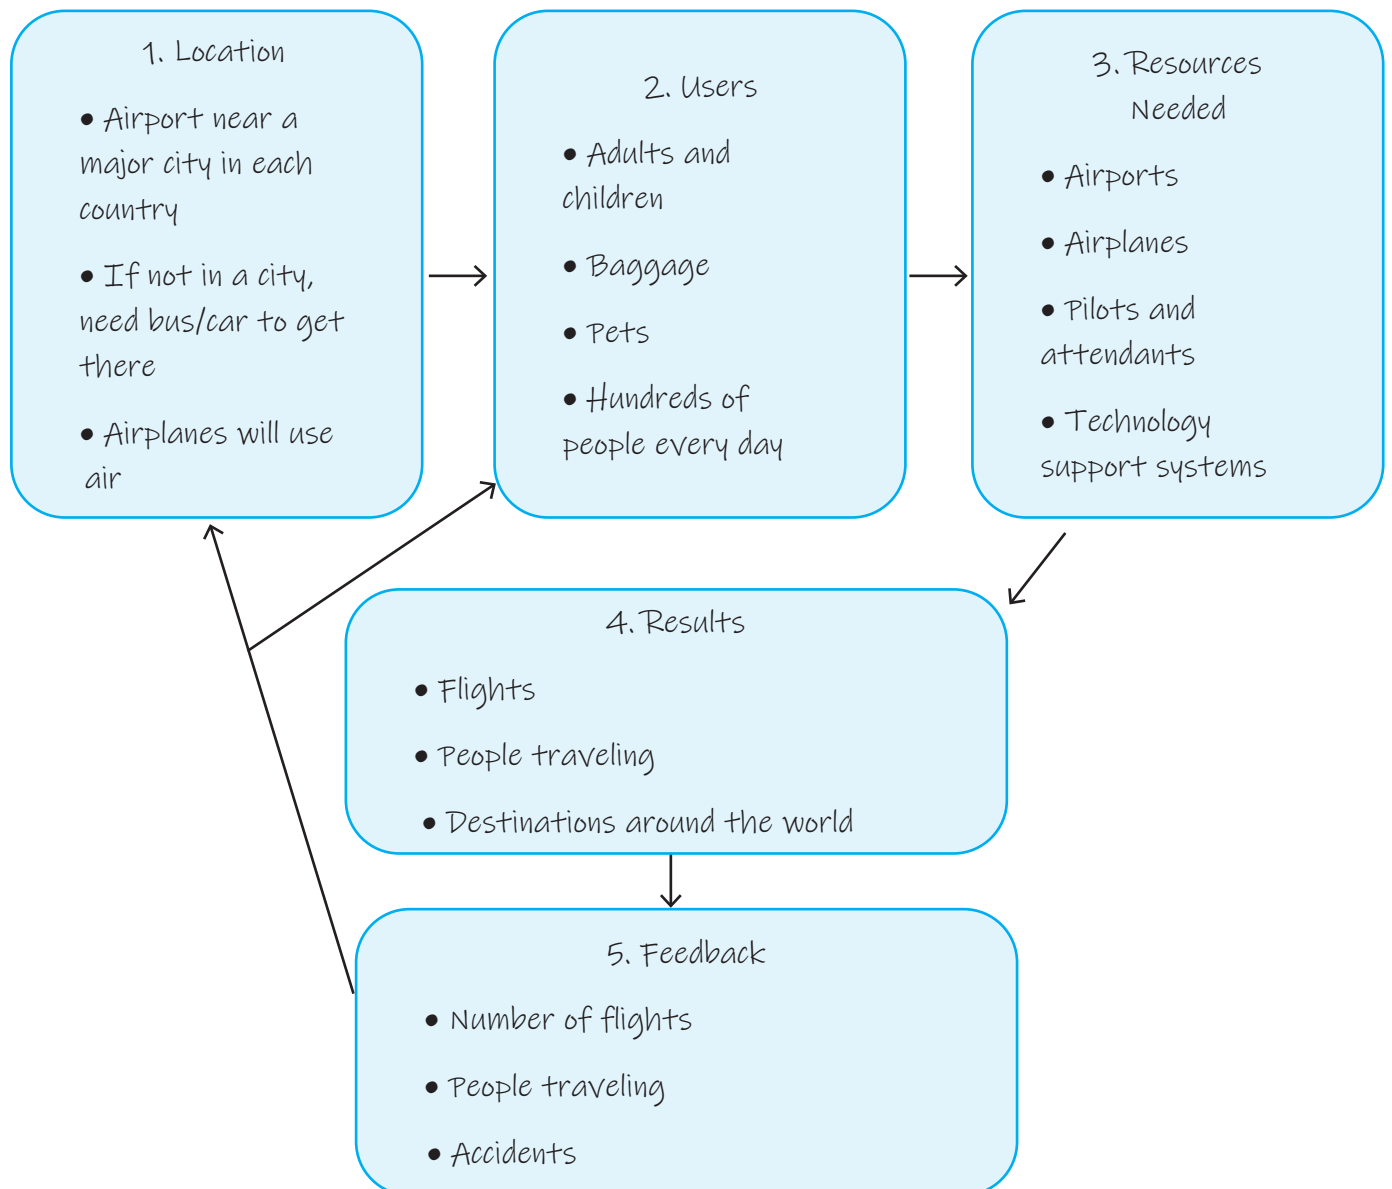 1. Location
• Airport near a
major city in each
country
• If not in a city,
need bus/car to get
there
• Airplanes will use
air
2. Users
• Adults and
children
• Baggage
• Pets
• Hundreds of
people every day
3. Resources
Needed
• Airports
• Airplanes
• Pilots and
attendants
• Technology
support systems
4. Results
• Flights
• People traveling
• Destinations around the world
5. Feedback
• Number of flights
• People traveling
• Accidents